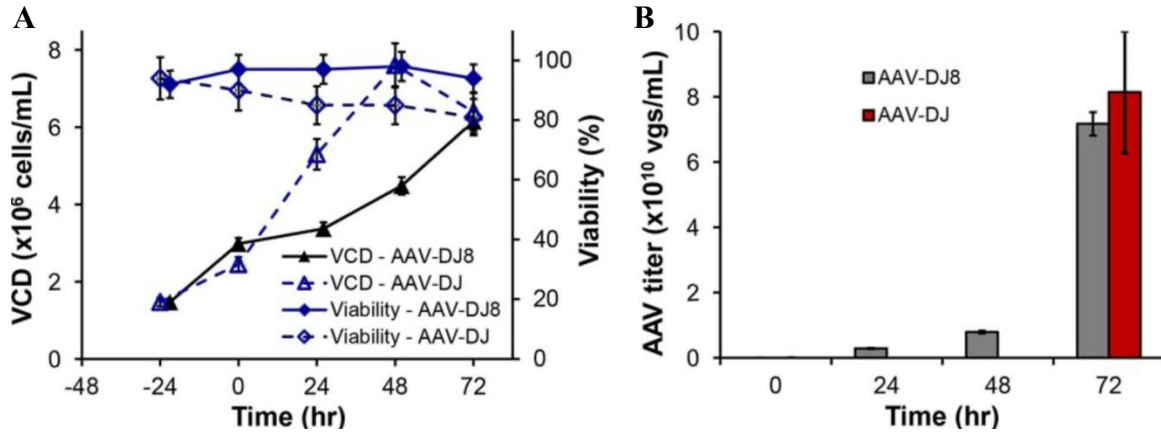 A
VCD (x10⁶ cells/mL)
8
6
4
2
0
-48
-24
0
24
48
72
Time (hr)
100
80
60
40
20
0
Viability (%)
VCD - AAV-DJ8
VCD - AAV-DJ
Viability - AAV-DJ8
Viability - AAV-DJ
B
AAV titer (x10¹⁰ vgs/mL)
10
8
6
4
2
0
0
24
48
72
Time (hr)
AAV-DJ8
AAV-DJ